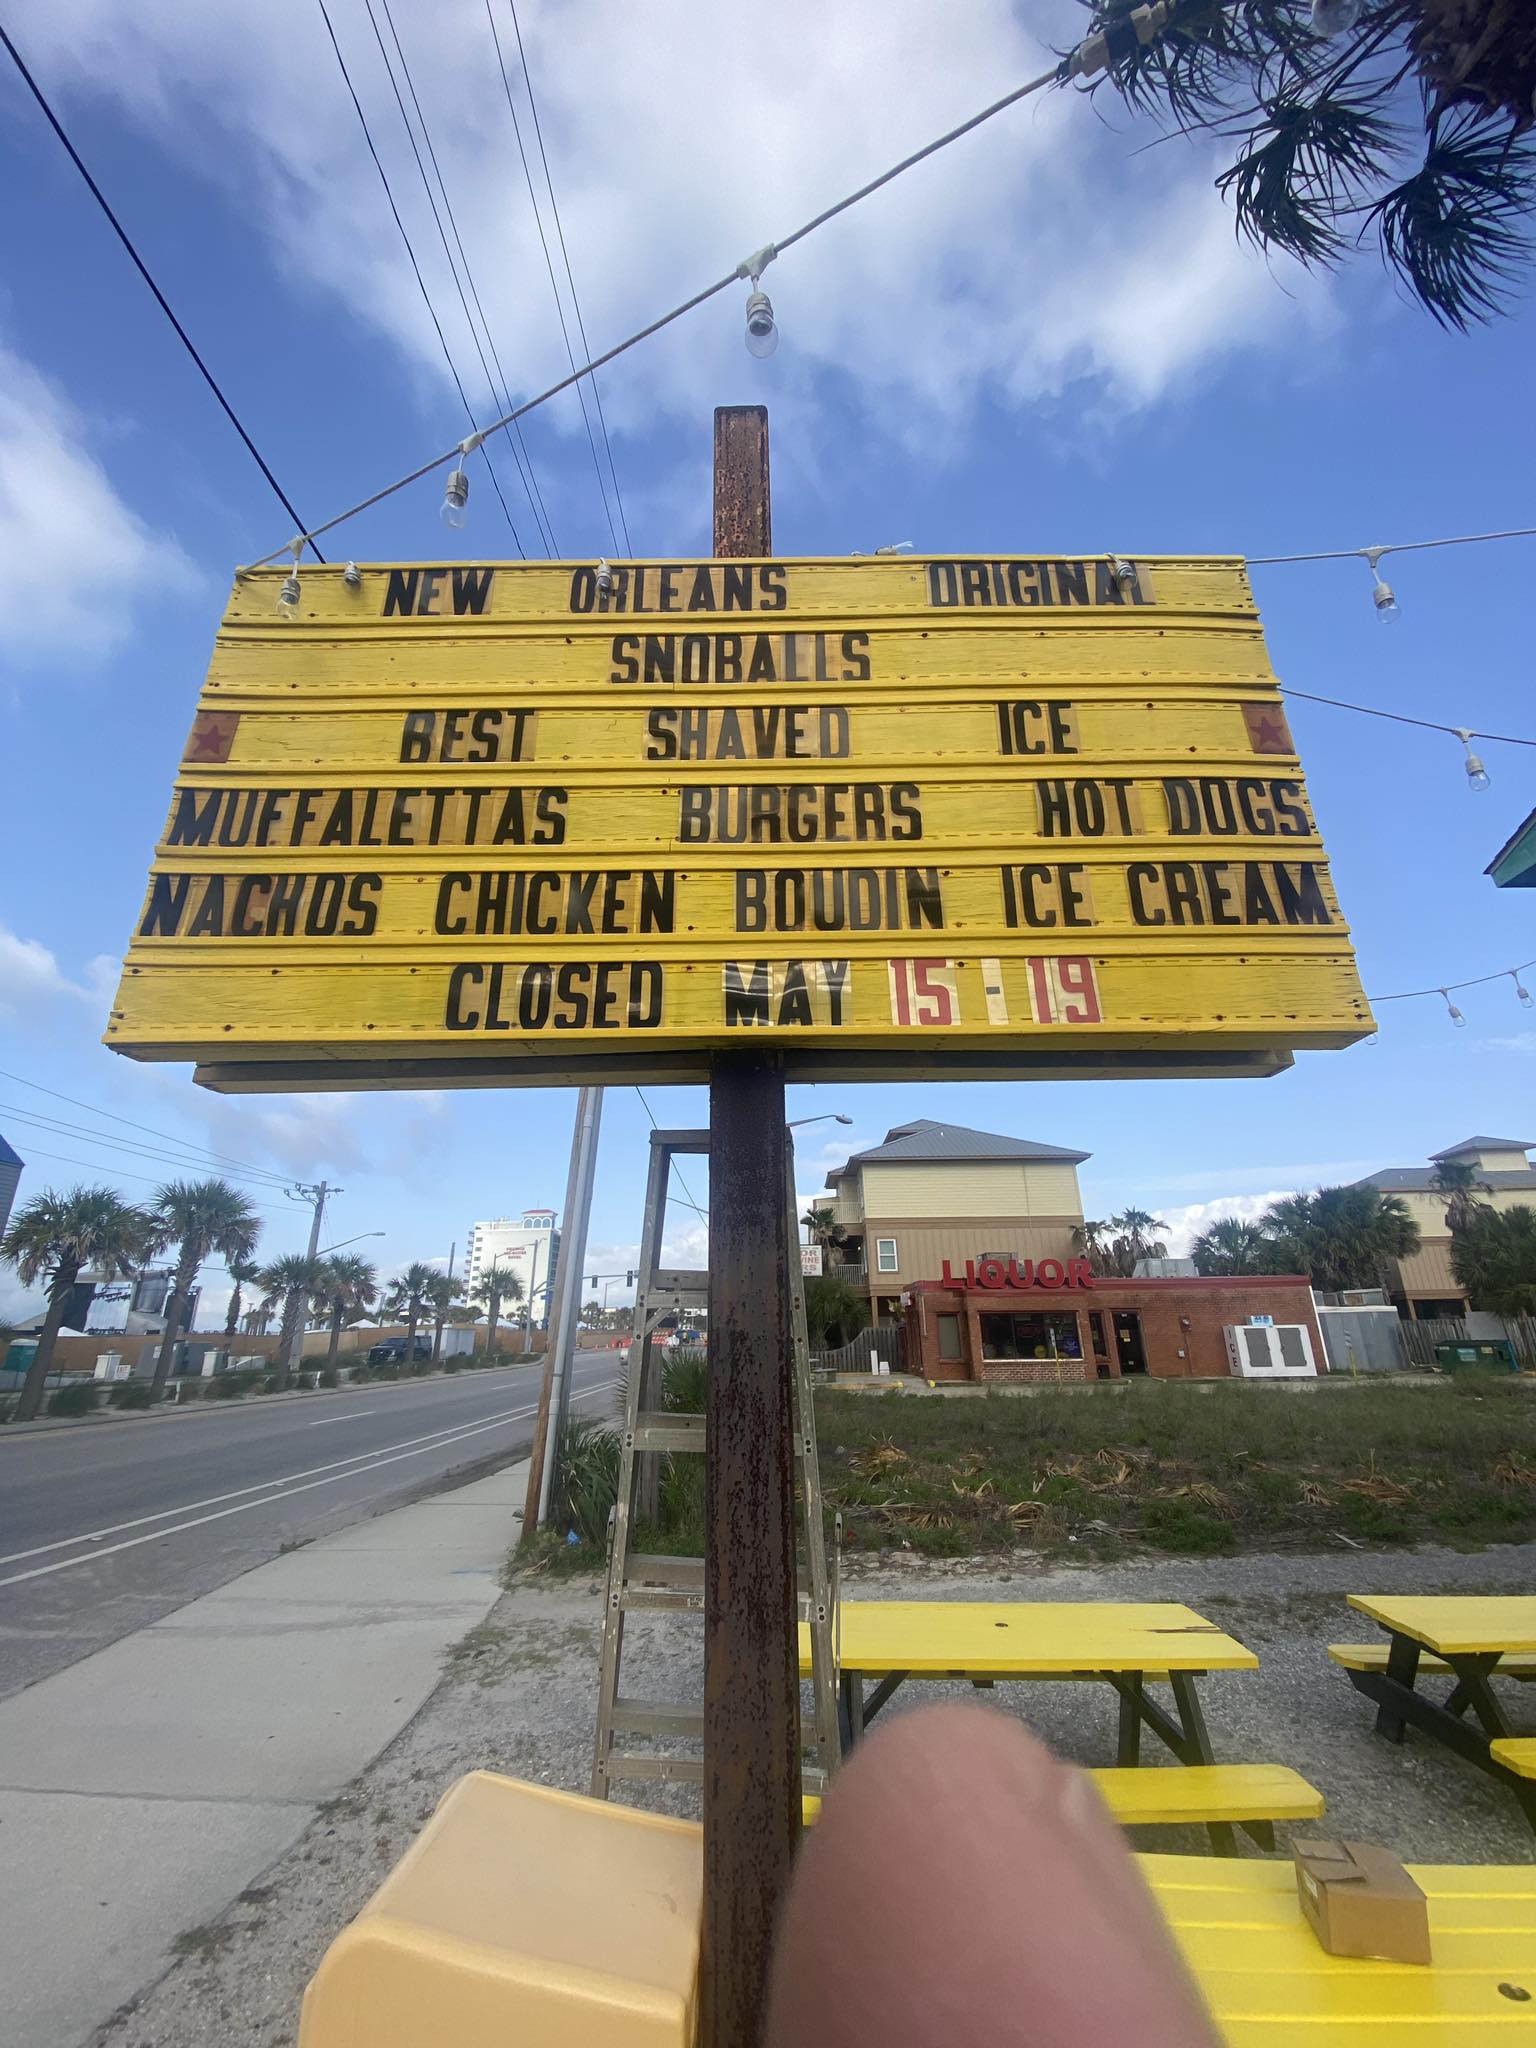 NEW ORLEANS ORIGINAL
SNOBALLS
BEST SHAVED ICE
MUFFALETTAS BURGERS HOT DOGS
NACHOS CHICKEN BOUDIN ICE CREAM
CLOSED MAY 15 - 19
LIQUOR
ICE